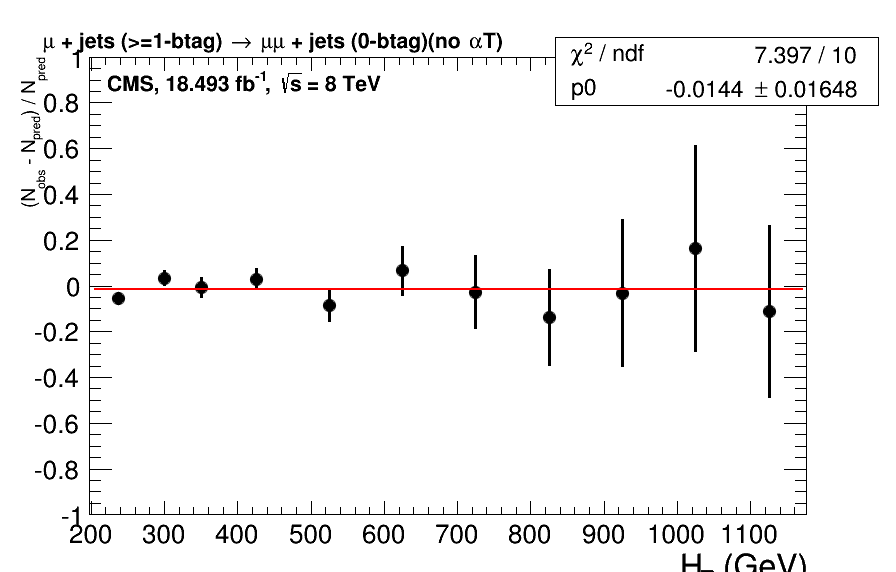 μ + jets (>=1-btag) → μμ + jets (0-btag)(no αT)
χ² / ndf 7.397 / 10
p0 -0.0144 ± 0.01648
CMS, 18.493 fb⁻¹, √s = 8 TeV
(N_obs - N_pred) / N_pred
1
0.8
0.6
0.4
0.2
0
-0.2
-0.4
-0.6
-0.8
-1
200 300 400 500 600 700 800 900 1000 1100
(GeV)